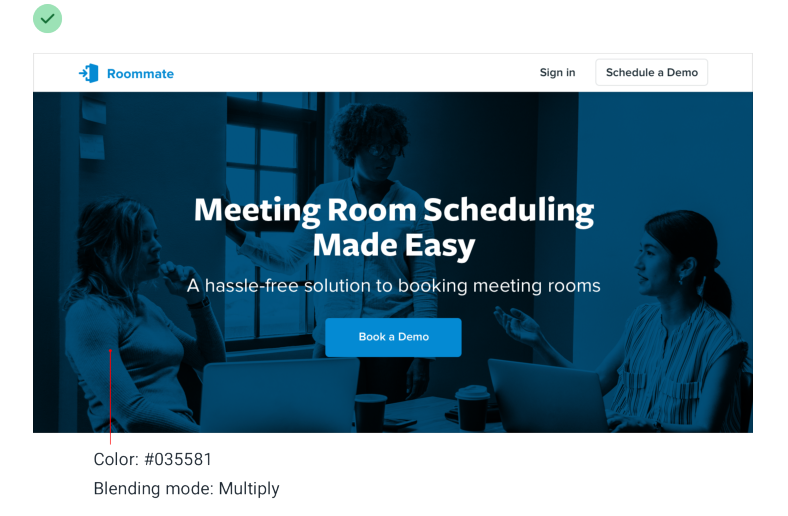 Roommate
Sign in
Schedule a Demo
Meeting Room Scheduling
Made Easy
A hassle-free solution to booking meeting rooms
Book a Demo
Color: #035581
Blending mode: Multiply